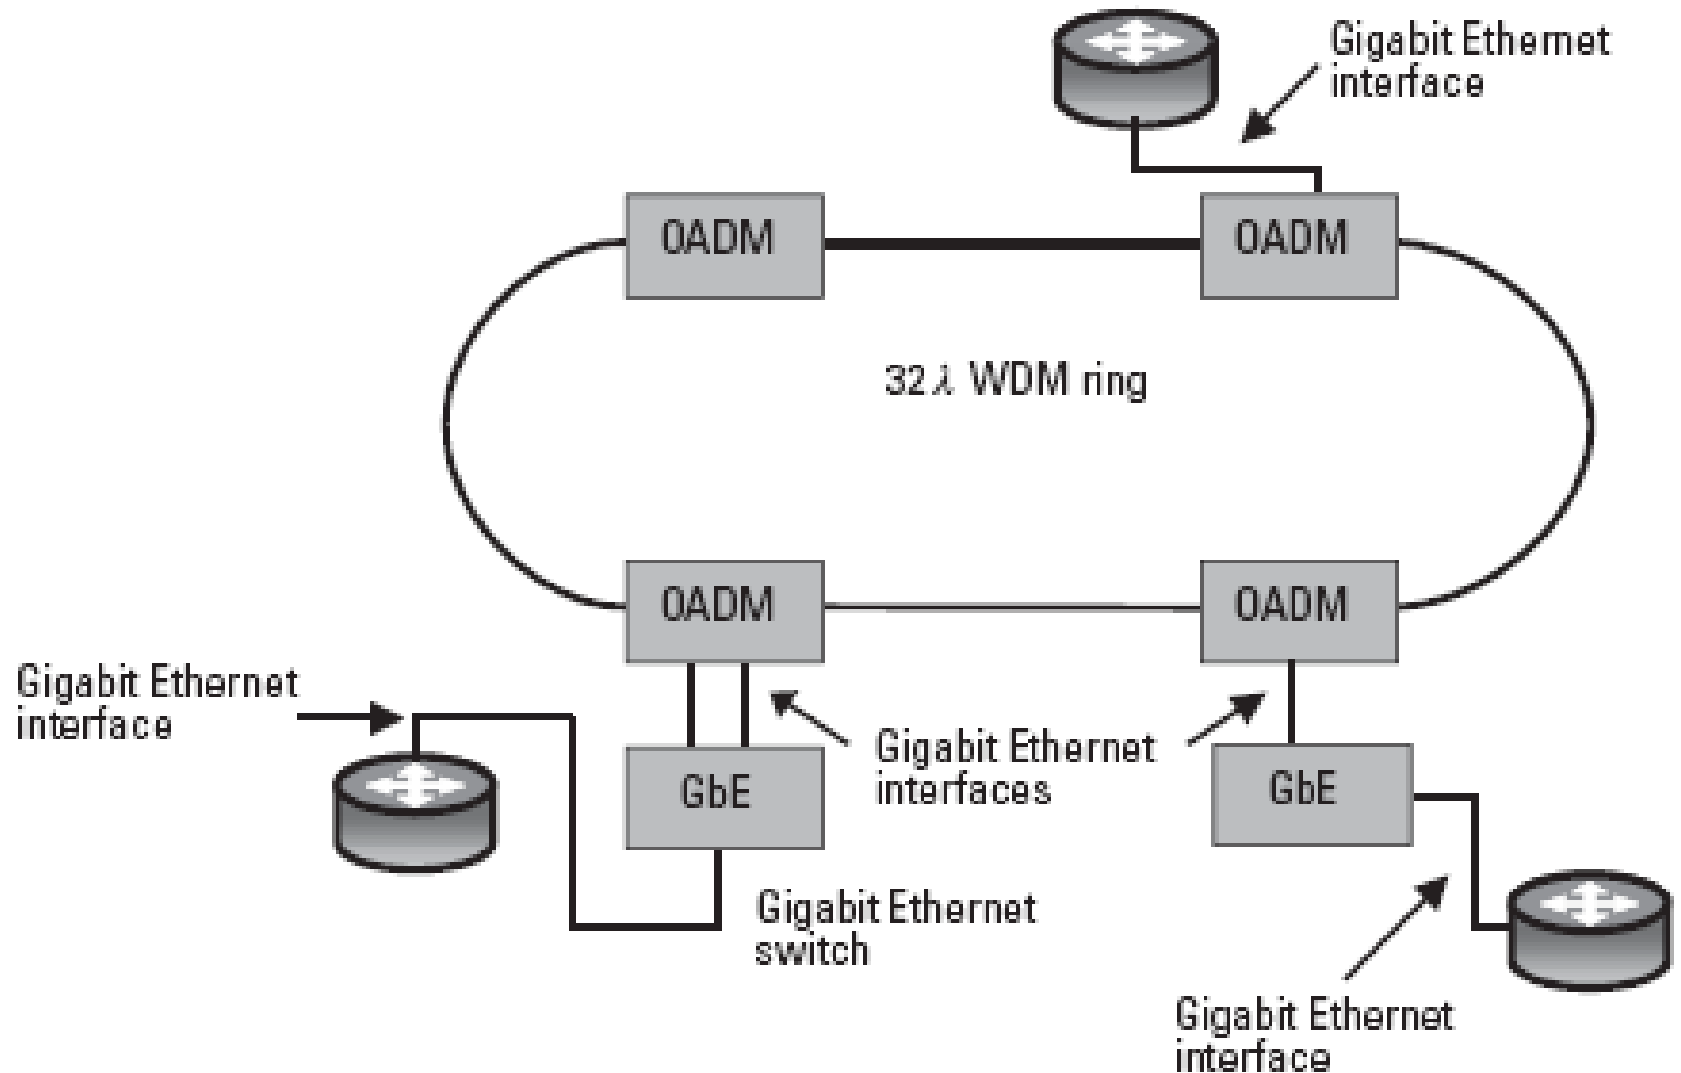 Gigabit Ethernet
interface
OADM
OADM
32λ WDM ring
OADM
OADM
Gigabit Ethernet
interface
Gigabit Ethernet
interfaces
GbE
GbE
Gigabit Ethernet
switch
Gigabit Ethernet
interface